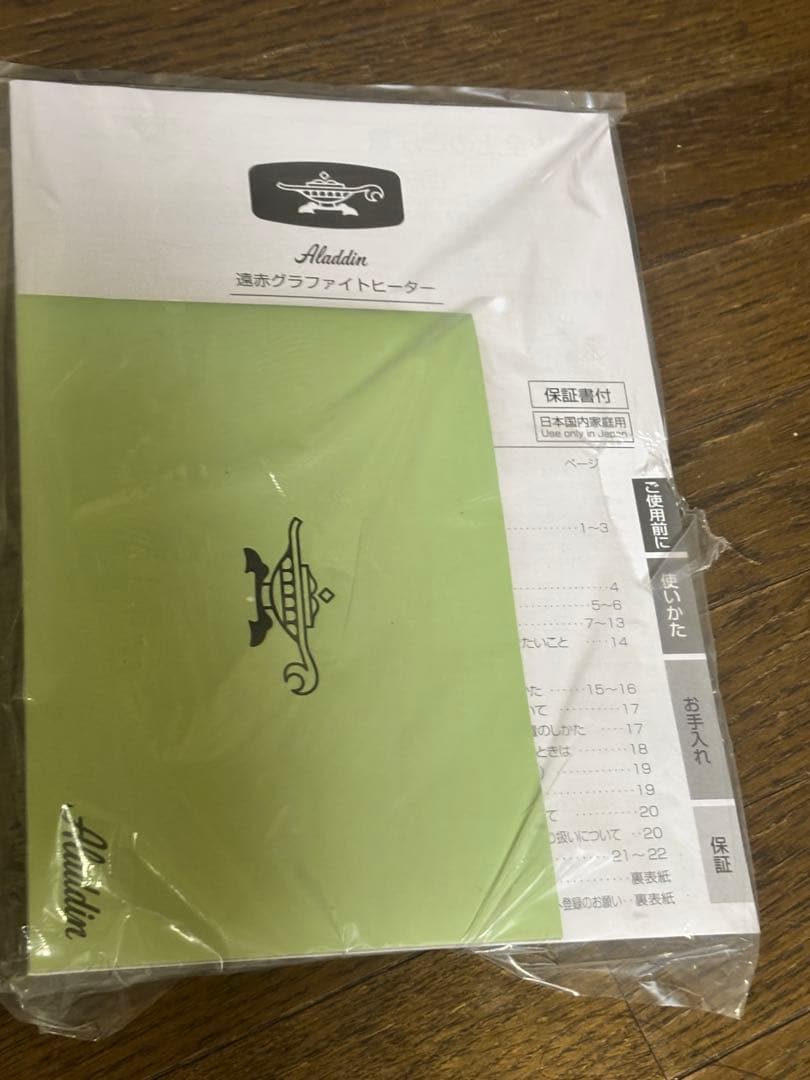 Aladdin
遠赤グラファイトヒーター
保証書付
日本国内家庭用
Use only in Japan
ページ
ご使用前に
1〜3
使いかた
4
5〜6
7〜13
たいこと ‥‥14
お手入れ
かた ‥‥‥15〜16
いて ‥‥‥‥‥17
置のしかた ‥‥‥17
ときは ‥‥‥‥18
19
19
保証
て ‥‥‥‥‥20
の扱いについて ‥20
21〜22
裏表紙
登録のお願い‥裏表紙
Aladdin